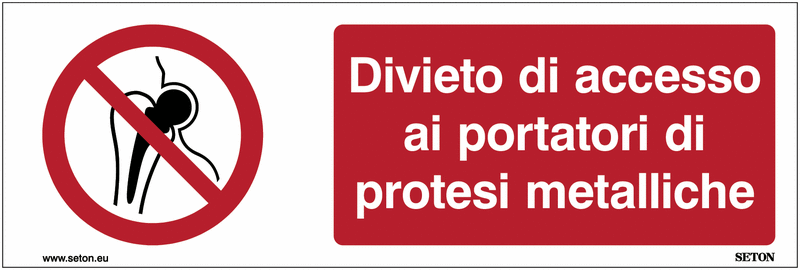 Divieto di accesso
ai portatori di
protesi metalliche
www.seton.eu
SETON